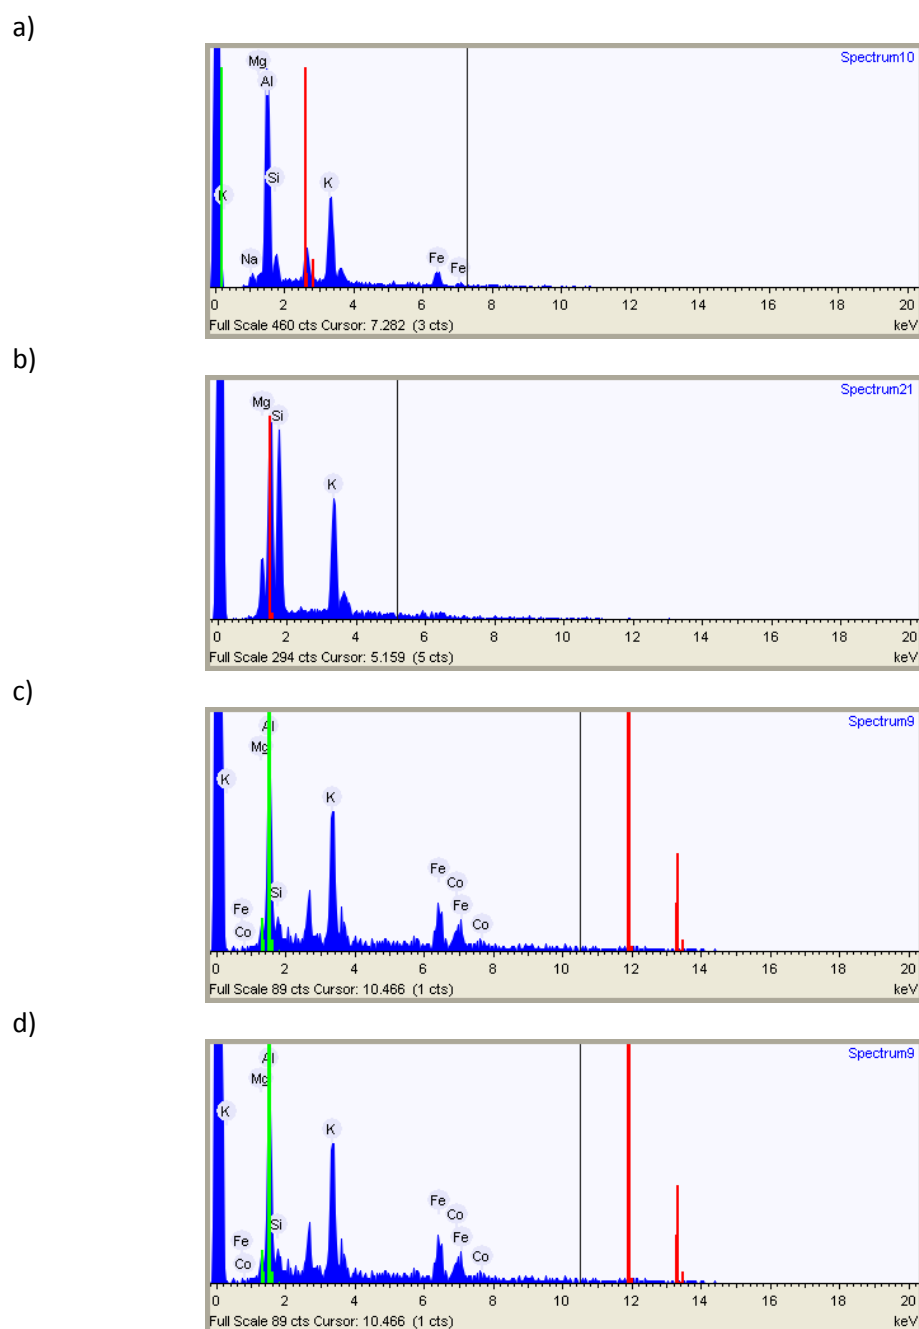 a)
Spectrum10
Mg
Al
Si
K
K
Na
Fe
Fe
0 2 4 6 8 10 12 14 16 18 20
Full Scale 460 cts Cursor: 7.282 (3 cts) keV
b)
Spectrum21
Mg
Si
K
0 2 4 6 8 10 12 14 16 18 20
Full Scale 294 cts Cursor: 5.159 (5 cts) keV
c)
Spectrum9
Al
Mg
K
K
Fe
Co
Si
Fe
Fe
Co
Co
0 2 4 6 8 10 12 14 16 18 20
Full Scale 89 cts Cursor: 10.466 (1 cts) keV
d)
Spectrum9
Al
Mg
K
K
Fe
Co
Si
Fe
Fe
Co
Co
0 2 4 6 8 10 12 14 16 18 20
Full Scale 89 cts Cursor: 10.466 (1 cts) keV